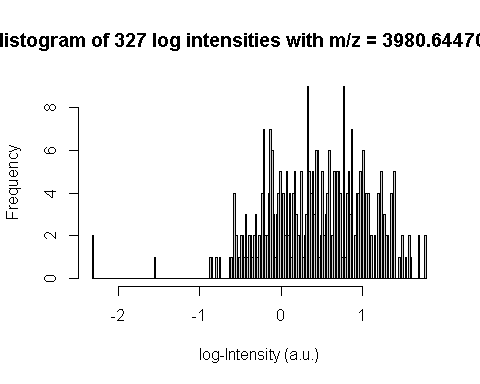 Histogram of 327 log intensities with m/z = 3980.64470
Frequency
8
6
4
2
0
-2 -1 0 1
log-Intensity (a.u.)